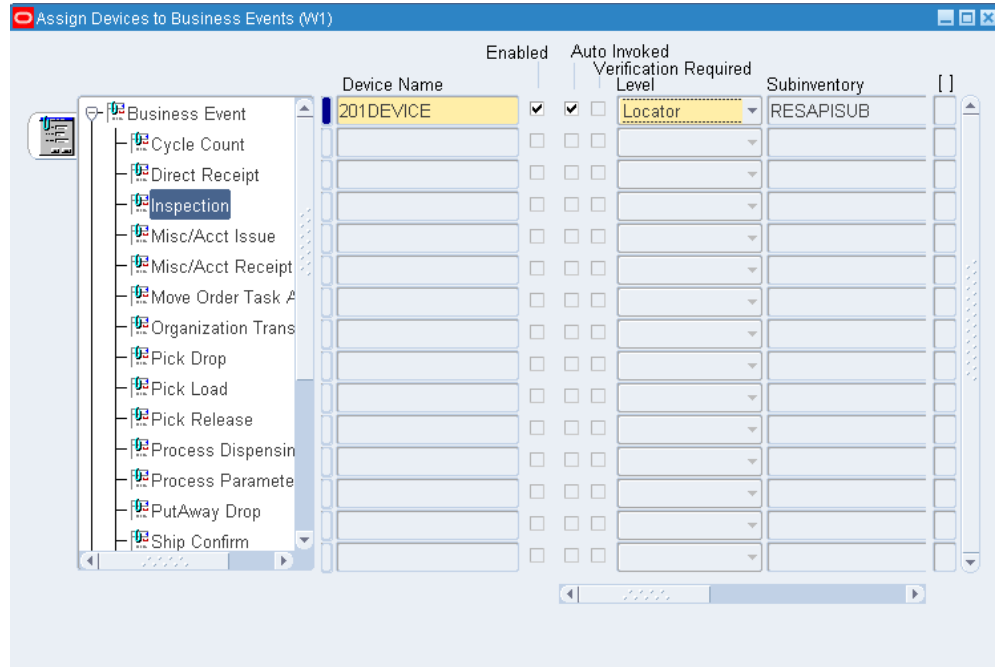 Assign Devices to Business Events (W1)
Enabled
Auto Invoked
Verification Required
Device Name
Level
Subinventory
[ ]
Business Event
201DEVICE
Locator
RESAPISUB
Cycle Count
Direct Receipt
Inspection
Misc/Acct Issue
Misc/Acct Receipt
Move Order Task A
Organization Trans
Pick Drop
Pick Load
Pick Release
Process Dispensin
Process Paramete
PutAway Drop
Ship Confirm